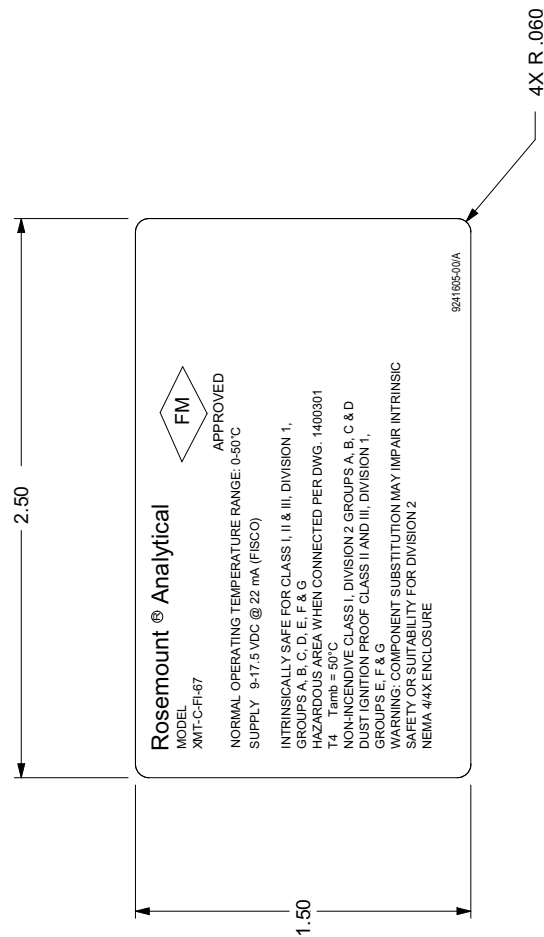 2.50
1.50
4X R .060
Rosemount ® Analytical
MODEL
XMT-C-FI-67
FM
APPROVED
NORMAL OPERATING TEMPERATURE RANGE: 0-50°C
SUPPLY 9-17.5 VDC @ 22 mA (FISCO)
INTRINSICALLY SAFE FOR CLASS I, II & III, DIVISION 1,
GROUPS A, B, C, D, E, F & G
HAZARDOUS AREA WHEN CONNECTED PER DWG. 1400301
T4 Tamb = 50°C
NON-INCENDIVE CLASS I, DIVISION 2 GROUPS A, B, C & D
DUST IGNITION PROOF CLASS II AND III, DIVISION 1,
GROUPS E, F & G
WARNING: COMPONENT SUBSTITUTION MAY IMPAIR INTRINSIC
SAFETY OR SUITABILITY FOR DIVISION 2
NEMA 4/4X ENCLOSURE
9241605-00/A